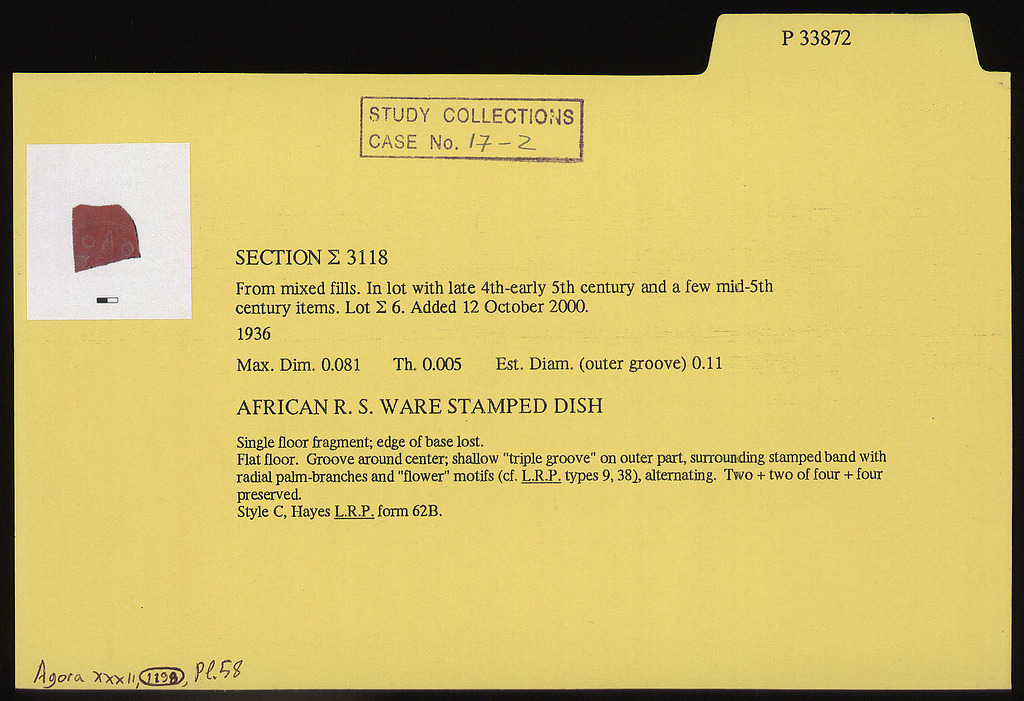 P 33872
STUDY COLLECTIONS
CASE No. 17-2
SECTION Σ 3118
From mixed fills. In lot with late 4th-early 5th century and a few mid-5th
century items. Lot Σ 6. Added 12 October 2000.
1936
Max. Dim. 0.081 Th. 0.005 Est. Diam. (outer groove) 0.11
AFRICAN R. S. WARE STAMPED DISH
Single floor fragment; edge of base lost.
Flat floor. Groove around center; shallow "triple groove" on outer part, surrounding stamped band with
radial palm-branches and "flower" motifs (cf. L.R.P. types 9, 38), alternating. Two + two of four + four
preserved.
Style C, Hayes L.R.P. form 62B.
Agora XXXII, Pl. 58